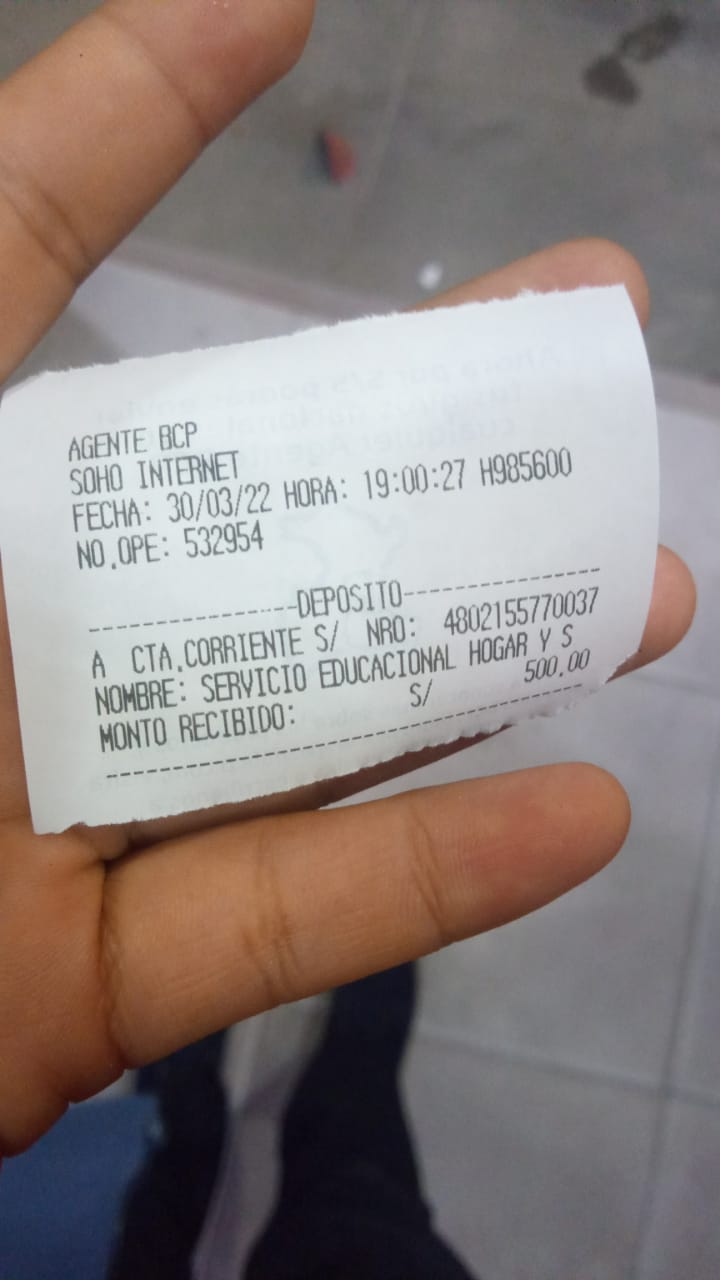 AGENTE BCP
SOHO INTERNET
FECHA: 30/03/22 HORA: 19:00:27 H985600
NO.OPE: 532954
----------------DEPOSITO----------------
A CTA.CORRIENTE S/ NRO: 4802155770037
NOMBRE: SERVICIO EDUCACIONAL HOGAR Y S
MONTO RECIBIDO: S/ 500.00
----------------------------------------